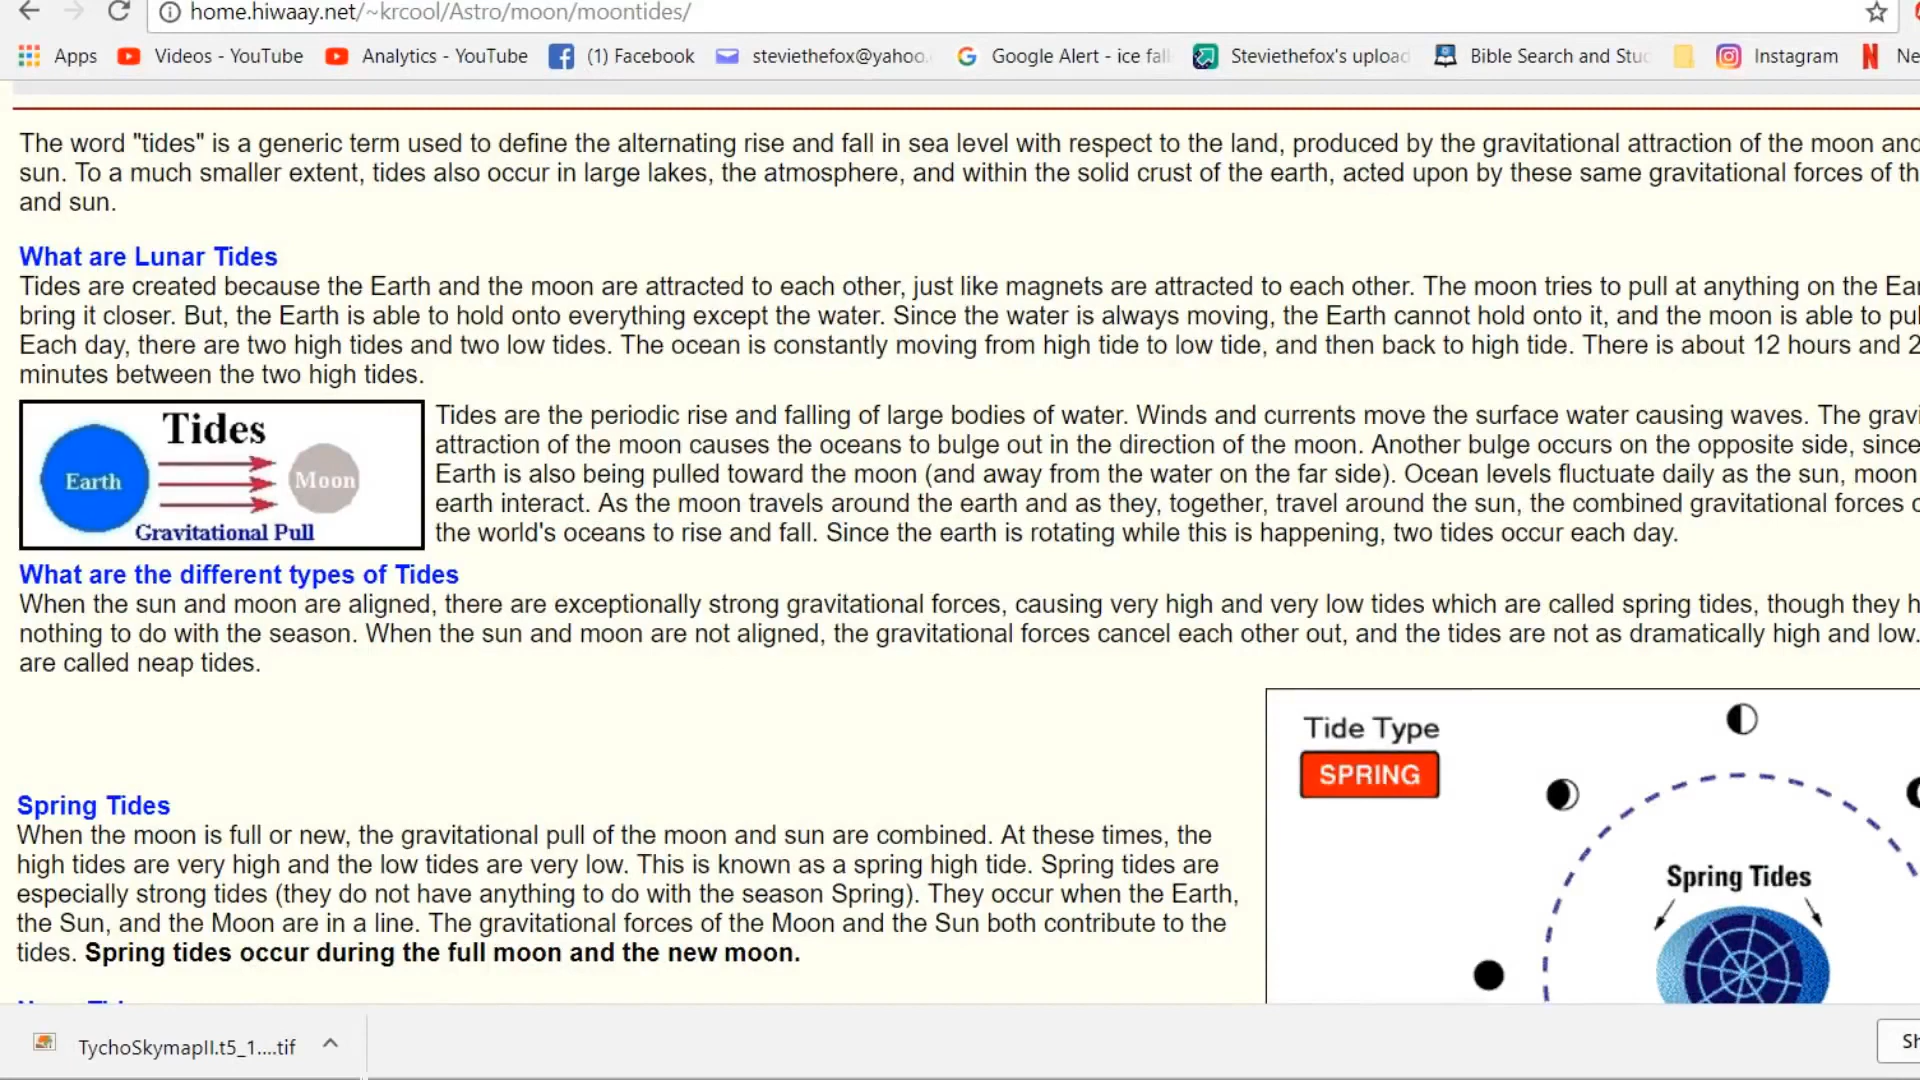 home.hiwaay.net/~krcool/Astro/moon/moontides/
Apps Videos - YouTube Analytics - YouTube (1) Facebook steviethefox@yahoo. Google Alert - ice fall Steviethefox's upload Bible Search and Stud Instagram Ne
The word "tides" is a generic term used to define the alternating rise and fall in sea level with respect to the land, produced by the gravitational attraction of the moon and
sun. To a much smaller extent, tides also occur in large lakes, the atmosphere, and within the solid crust of the earth, acted upon by these same gravitational forces of th
and sun.
What are Lunar Tides
Tides are created because the Earth and the moon are attracted to each other, just like magnets are attracted to each other. The moon tries to pull at anything on the Ear
bring it closer. But, the Earth is able to hold onto everything except the water. Since the water is always moving, the Earth cannot hold onto it, and the moon is able to pul
Each day, there are two high tides and two low tides. The ocean is constantly moving from high tide to low tide, and then back to high tide. There is about 12 hours and 2
minutes between the two high tides.
Tides
Earth
Moon
Gravitational Pull
Tides are the periodic rise and falling of large bodies of water. Winds and currents move the surface water causing waves. The gravi
attraction of the moon causes the oceans to bulge out in the direction of the moon. Another bulge occurs on the opposite side, since
Earth is also being pulled toward the moon (and away from the water on the far side). Ocean levels fluctuate daily as the sun, moon
earth interact. As the moon travels around the earth and as they, together, travel around the sun, the combined gravitational forces c
the world's oceans to rise and fall. Since the earth is rotating while this is happening, two tides occur each day.
What are the different types of Tides
When the sun and moon are aligned, there are exceptionally strong gravitational forces, causing very high and very low tides which are called spring tides, though they h
nothing to do with the season. When the sun and moon are not aligned, the gravitational forces cancel each other out, and the tides are not as dramatically high and low.
are called neap tides.
Spring Tides
When the moon is full or new, the gravitational pull of the moon and sun are combined. At these times, the
high tides are very high and the low tides are very low. This is known as a spring high tide. Spring tides are
especially strong tides (they do not have anything to do with the season Spring). They occur when the Earth,
the Sun, and the Moon are in a line. The gravitational forces of the Moon and the Sun both contribute to the
tides. Spring tides occur during the full moon and the new moon.
Tide Type
SPRING
Spring Tides
TychoSkymapII.t5_1....tif
Sh